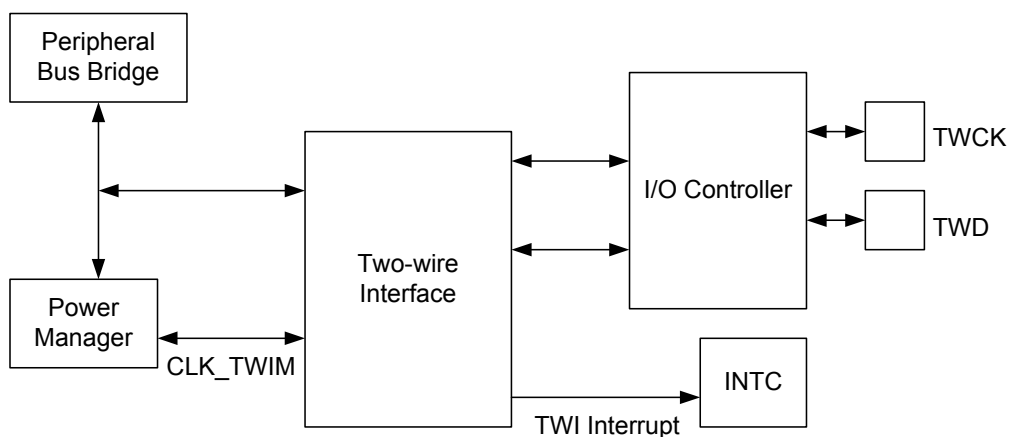 Peripheral
Bus Bridge
TWCK
I/O Controller
TWD
Two-wire
Interface
Power
Manager
CLK_TWIM
INTC
TWI Interrupt